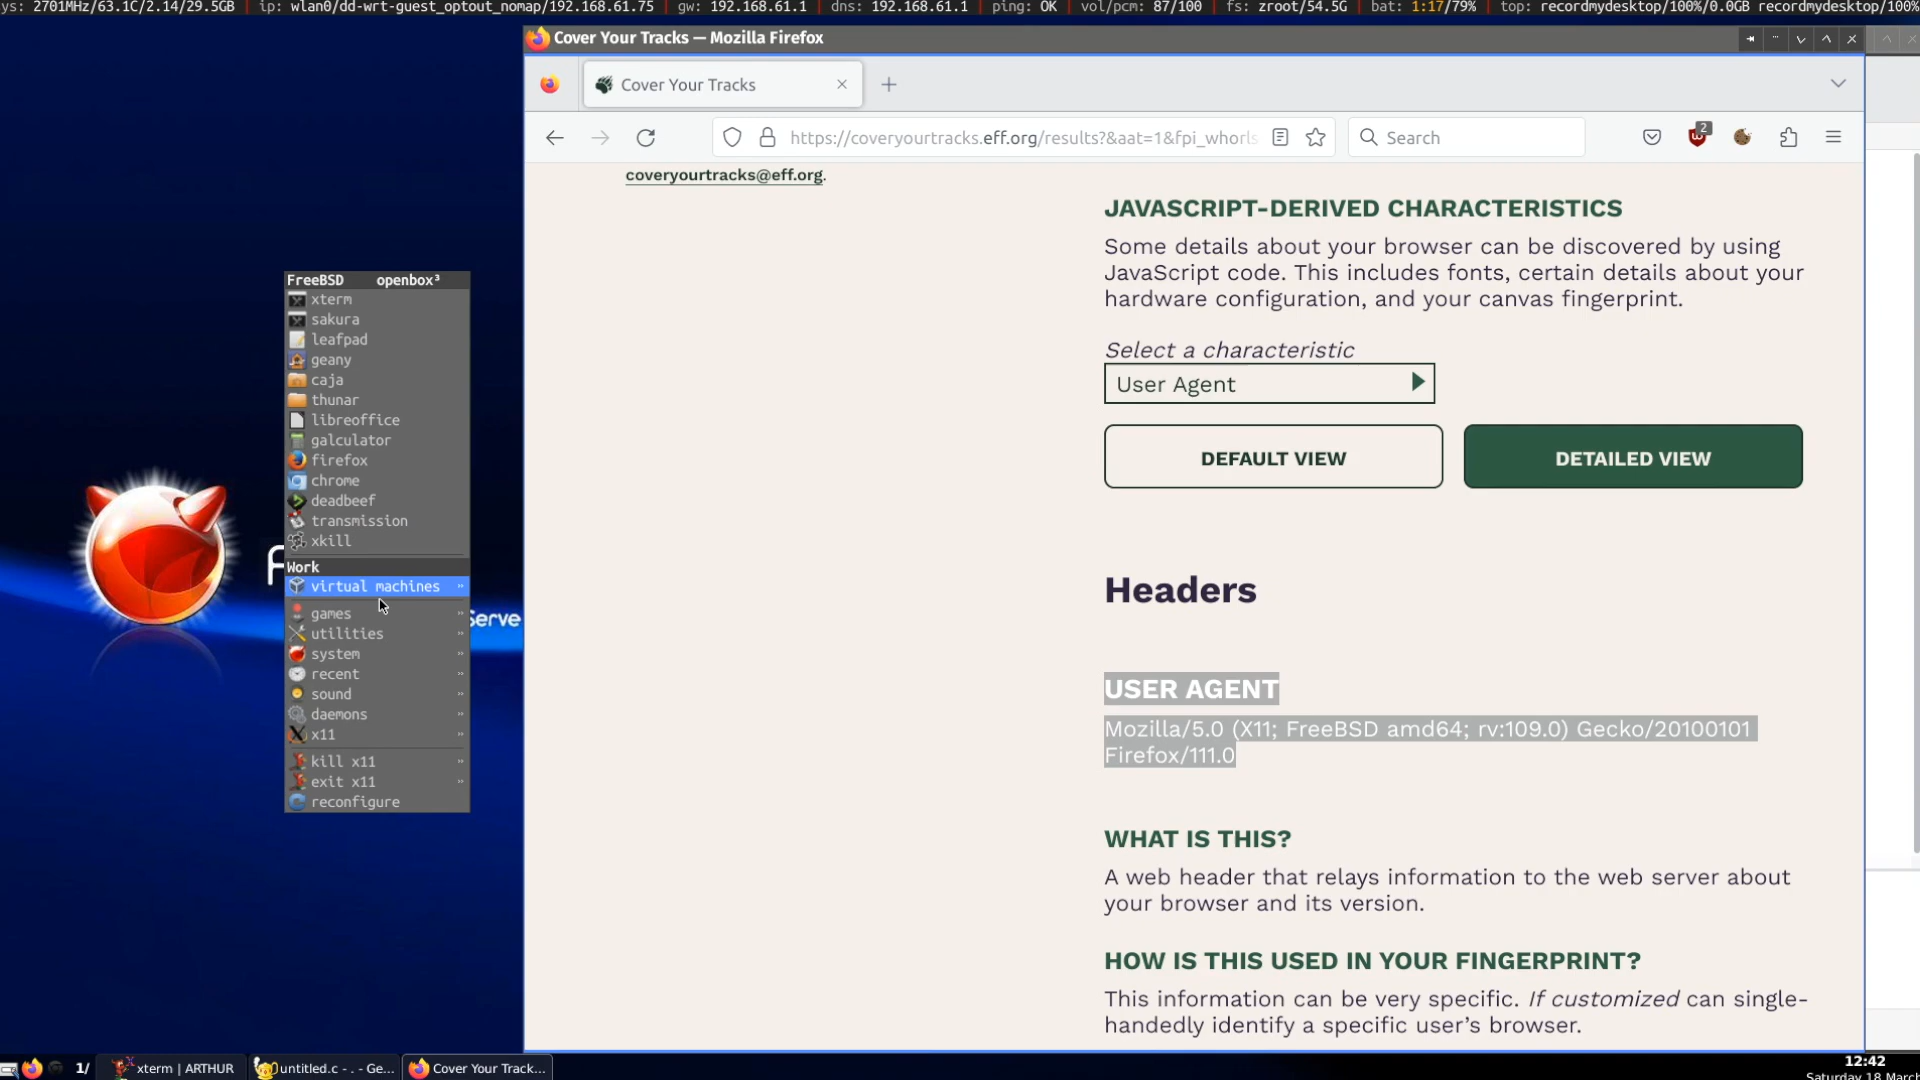 ys: 2701MHz/63.1C/2.14/29.5GB | ip: wlan0/dd-wrt-guest_optout_nomap/192.168.61.75 | gw: 192.168.61.1 | dns: 192.168.61.1 | ping: OK | vol/pcm: 87/100 | fs: zroot/54.5G | bat: 1:17/79% | top: recordmydesktop/100%/0.0GB recordmydesktop/100%
Cover Your Tracks — Mozilla Firefox
Cover Your Tracks
https://coveryourtracks.eff.org/results?&aat=1&fpi_whorls
Search
2
coveryourtracks@eff.org.
JAVASCRIPT-DERIVED CHARACTERISTICS
Some details about your browser can be discovered by using
JavaScript code. This includes fonts, certain details about your
hardware configuration, and your canvas fingerprint.
Select a characteristic
User Agent
DEFAULT VIEW
DETAILED VIEW
Headers
USER AGENT
Mozilla/5.0 (X11; FreeBSD amd64; rv:109.0) Gecko/20100101
Firefox/111.0
WHAT IS THIS?
A web header that relays information to the web server about
your browser and its version.
HOW IS THIS USED IN YOUR FINGERPRINT?
This information can be very specific. If customized can single-
handedly identify a specific user’s browser.
FreeBSD openbox³
xterm
sakura
leafpad
geany
caja
thunar
libreoffice
galculator
firefox
chrome
deadbeef
transmission
xkill
Work
virtual machines
games
utilities
system
recent
sound
daemons
x11
kill x11
exit x11
reconfigure
F
Serve
1/
xterm | ARTHUR
untitled.c - . - Ge...
Cover Your Track...
12:42
Saturday 18 March